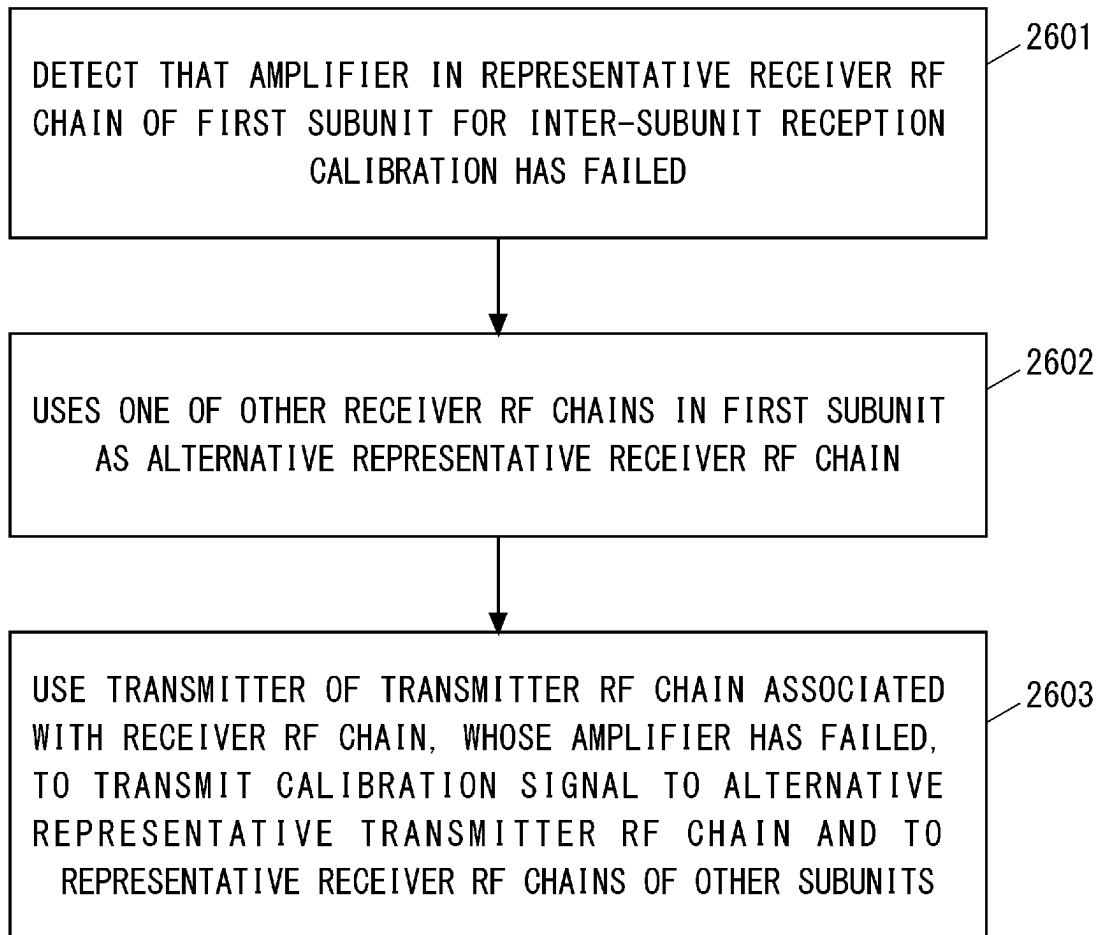 2601
DETECT THAT AMPLIFIER IN REPRESENTATIVE RECEIVER RF
CHAIN OF FIRST SUBUNIT FOR INTER-SUBUNIT RECEPTION
CALIBRATION HAS FAILED
2602
USES ONE OF OTHER RECEIVER RF CHAINS IN FIRST SUBUNIT
AS ALTERNATIVE REPRESENTATIVE RECEIVER RF CHAIN
2603
USE TRANSMITTER OF TRANSMITTER RF CHAIN ASSOCIATED
WITH RECEIVER RF CHAIN, WHOSE AMPLIFIER HAS FAILED,
TO TRANSMIT CALIBRATION SIGNAL TO ALTERNATIVE
REPRESENTATIVE TRANSMITTER RF CHAIN AND TO
REPRESENTATIVE RECEIVER RF CHAINS OF OTHER SUBUNITS